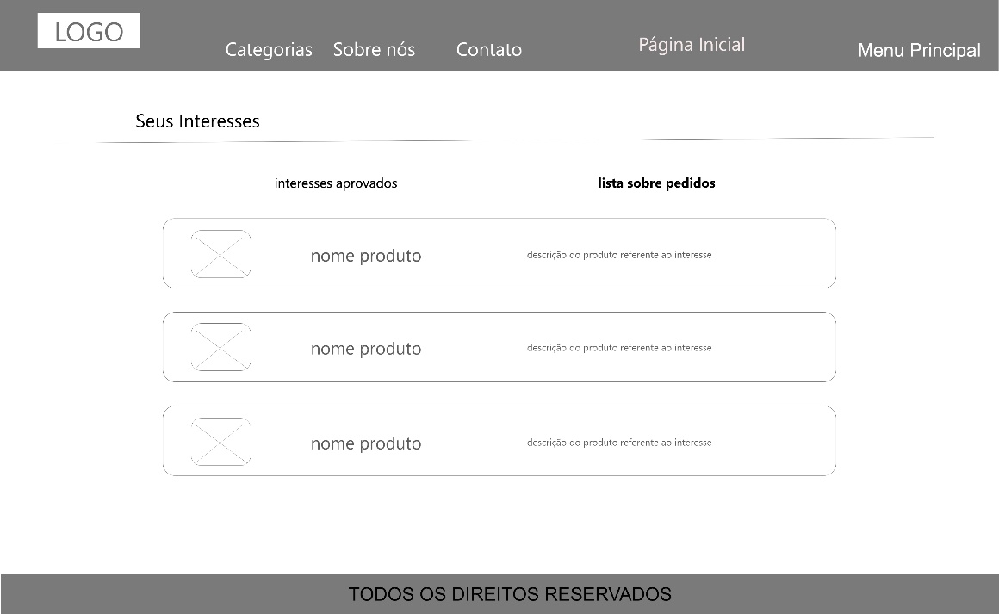 LOGO
Categorias Sobre nós Contato Página Inicial Menu Principal
Seus Interesses
interesses aprovados lista sobre pedidos
nome produto descrição do produto referente ao interesse
nome produto descrição do produto referente ao interesse
nome produto descrição do produto referente ao interesse
TODOS OS DIREITOS RESERVADOS